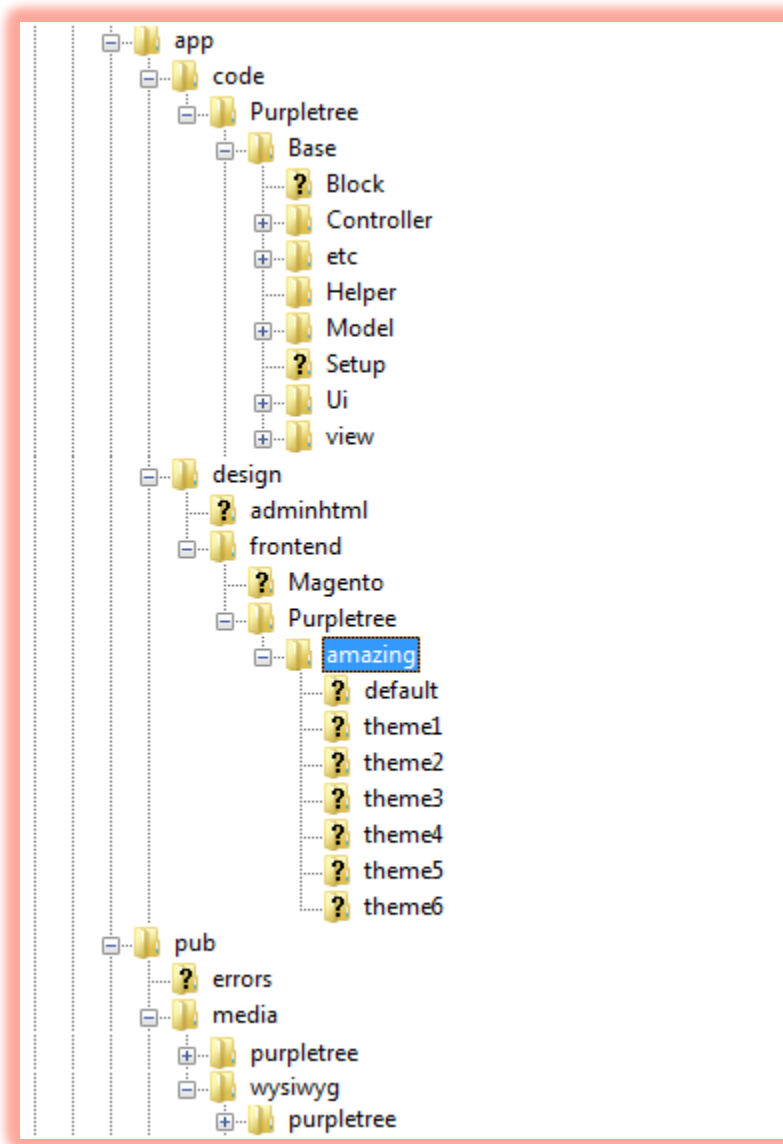 app
code
Purpletree
Base
Block
Controller
etc
Helper
Model
Setup
Ui
view
design
adminhtml
frontend
Magento
Purpletree
amazing
default
theme1
theme2
theme3
theme4
theme5
theme6
pub
errors
media
purpletree
wysiwyg
purpletree